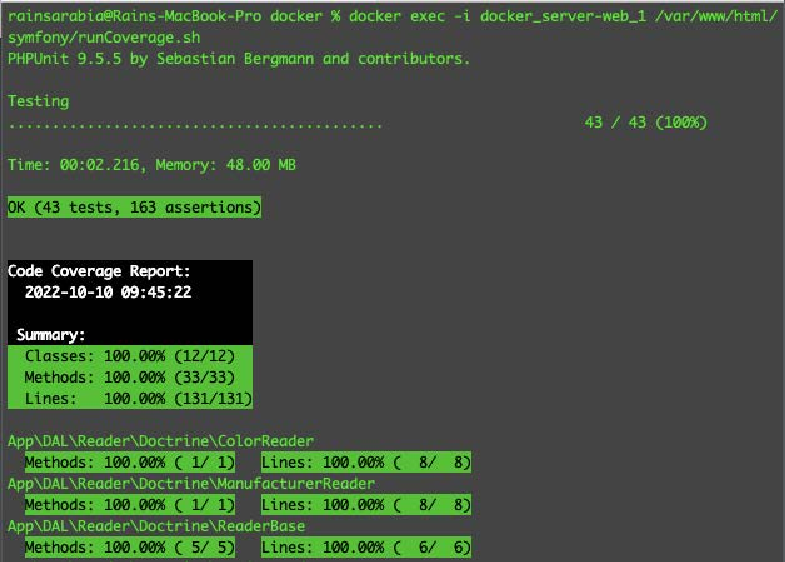 rainsarabia@Rains-MacBook-Pro docker % docker exec -i docker_server-web_1 /var/www/html/
symfony/runCoverage.sh
PHPUnit 9.5.5 by Sebastian Bergmann and contributors.
Testing
........................................... 43 / 43 (100%)
Time: 00:02.216, Memory: 48.00 MB
OK (43 tests, 163 assertions)
Code Coverage Report:
2022-10-10 09:45:22
Summary:
Classes: 100.00% (12/12)
Methods: 100.00% (33/33)
Lines: 100.00% (131/131)
App\DAL\Reader\Doctrine\ColorReader
Methods: 100.00% ( 1/ 1) Lines: 100.00% ( 8/ 8)
App\DAL\Reader\Doctrine\ManufacturerReader
Methods: 100.00% ( 1/ 1) Lines: 100.00% ( 8/ 8)
App\DAL\Reader\Doctrine\ReaderBase
Methods: 100.00% ( 5/ 5) Lines: 100.00% ( 6/ 6)